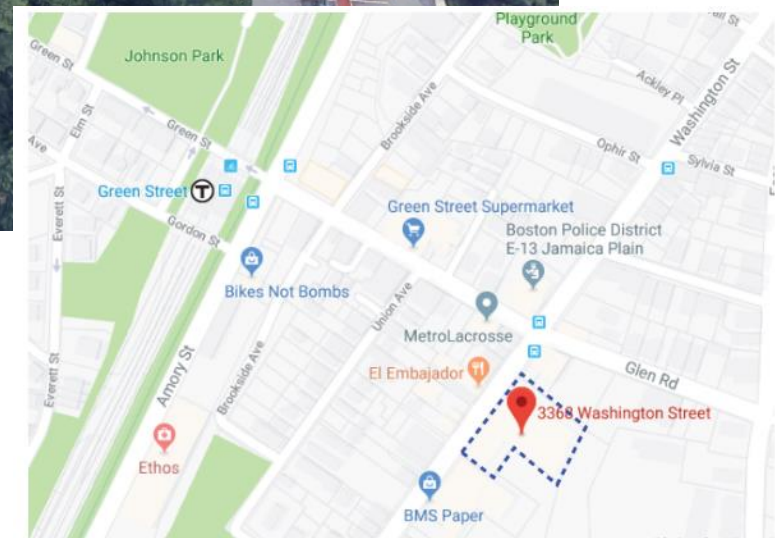 Playground
Park
Johnson Park
Green St
Ackley Pl
Washington St
Elm St
Green St
Brookside Ave
Ophir St
Sylvia St
Ave
Green Street
T
Everett St
Gordon St
Green Street Supermarket
Boston Police District
E-13 Jamaica Plain
Bikes Not Bombs
Union Ave
MetroLacrosse
Glen Rd
El Embajador
Everett St
Amory St
Brookside Ave
3368 Washington Street
Ethos
BMS Paper